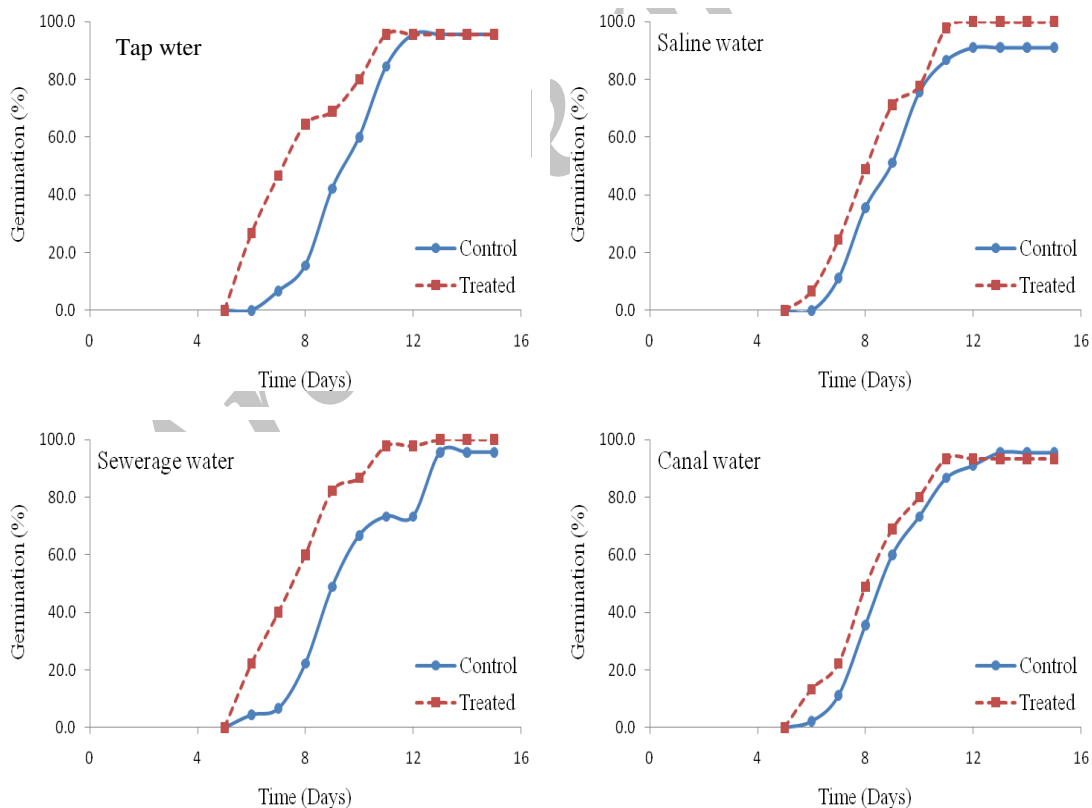 Tap wter
Germination (%)
100.0
80.0
60.0
40.0
20.0
0.0
Control
Treated
0
4
8
12
16
Time (Days)
Saline water
Germination (%)
100.0
80.0
60.0
40.0
20.0
0.0
Control
Treated
0
4
8
12
16
Time (Days)
Sewerage water
Germination (%)
100.0
80.0
60.0
40.0
20.0
0.0
Control
Treated
0
4
8
12
16
Time (Days)
Canal water
Germination (%)
100.0
80.0
60.0
40.0
20.0
0.0
Control
Treated
0
4
8
12
16
Time (Days)